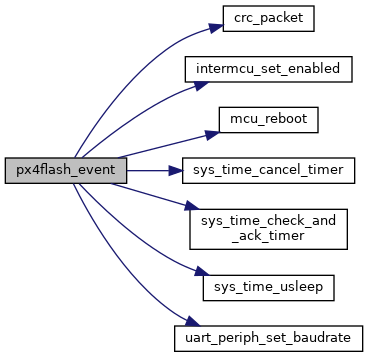 crc_packet
intermcu_set_enabled
mcu_reboot
px4flash_event
sys_time_cancel_timer
sys_time_check_and
_ack_timer
sys_time_usleep
uart_periph_set_baudrate